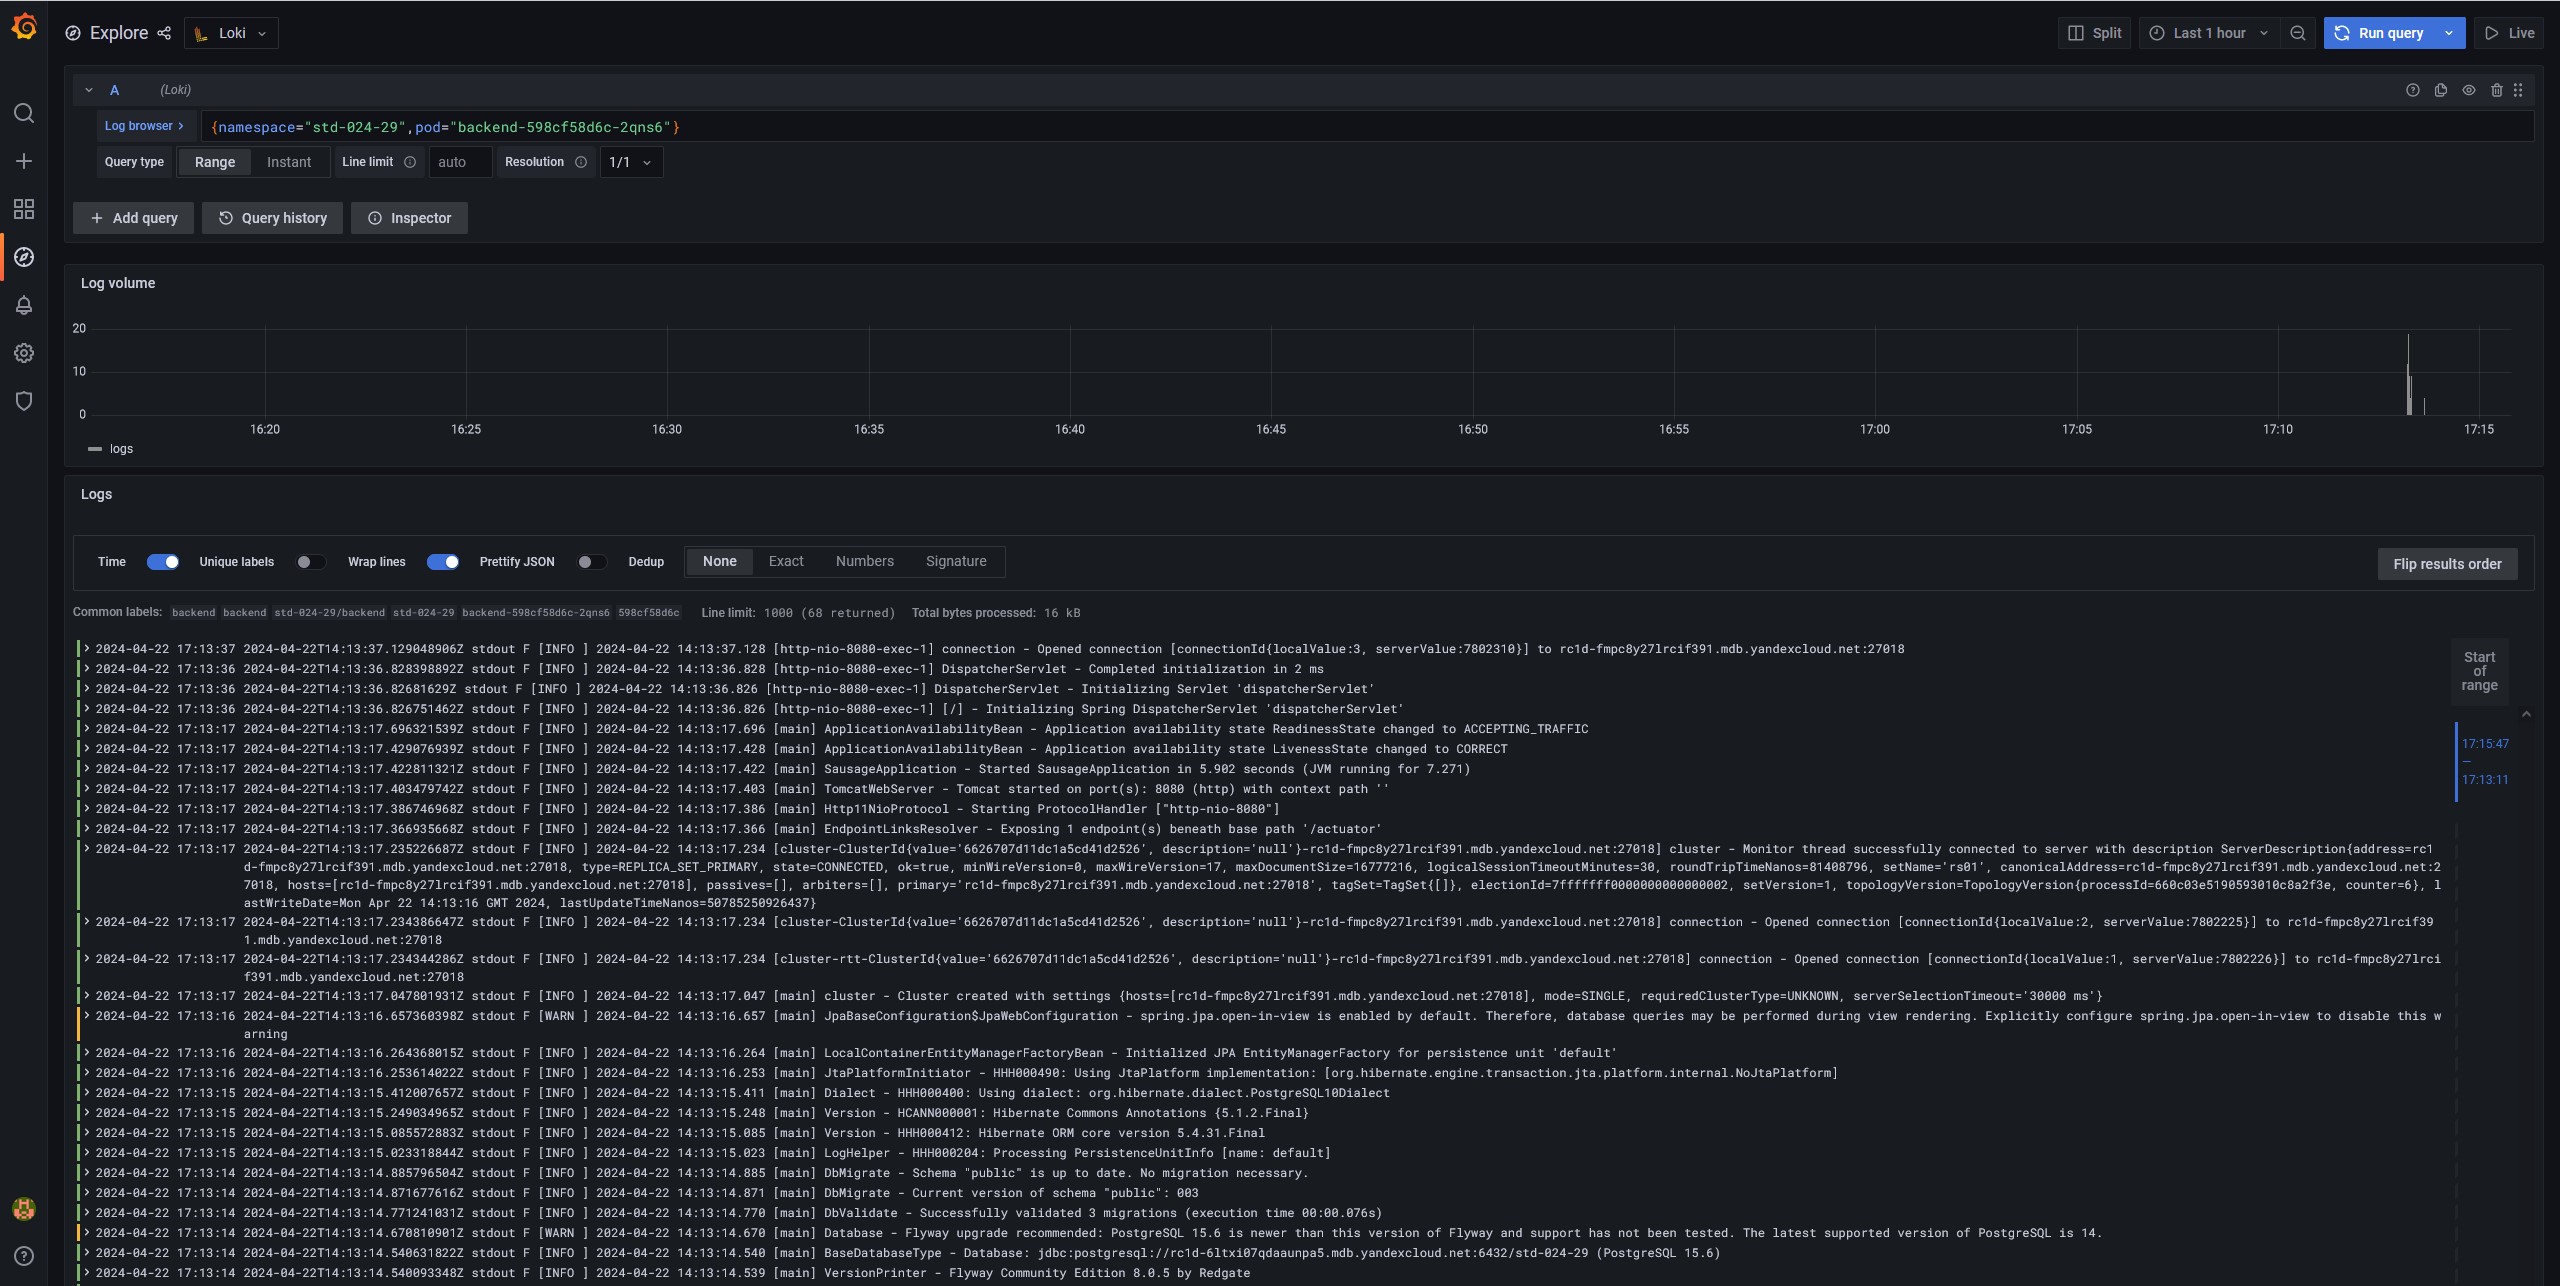 Explore Loki Split Last 1 hour Run query Live
A (Loki)
Log browser > {namespace="std-024-29",pod="backend-598cf58d6c-2qns6"}
Query type Range Instant Line limit auto Resolution 1/1
+ Add query Query history Inspector
Log volume
20
10
0
16:20 16:25 16:30 16:35 16:40 16:45 16:50 16:55 17:00 17:05 17:10 17:15
logs
Logs
Time Unique labels Wrap lines Prettify JSON Dedup None Exact Numbers Signature Flip results order
Common labels: backend backend std-024-29/backend std-024-29 backend-598cf58d6c-2qns6 598cf58d6c Line limit: 1000 (68 returned) Total bytes processed: 16 kB
Start
of
range
17:15:47
—
17:13:11
> 2024-04-22 17:13:37 2024-04-22T14:13:37.129048906Z stdout F [INFO ] 2024-04-22 14:13:37.128 [http-nio-8080-exec-1] connection - Opened connection [connectionId{localValue:3, serverValue:7802310}] to rc1d-fmpc8y27lrcif391.mdb.yandexcloud.net:27018
> 2024-04-22 17:13:36 2024-04-22T14:13:36.828398892Z stdout F [INFO ] 2024-04-22 14:13:36.828 [http-nio-8080-exec-1] DispatcherServlet - Completed initialization in 2 ms
> 2024-04-22 17:13:36 2024-04-22T14:13:36.82681629Z stdout F [INFO ] 2024-04-22 14:13:36.826 [http-nio-8080-exec-1] DispatcherServlet - Initializing Servlet 'dispatcherServlet'
> 2024-04-22 17:13:36 2024-04-22T14:13:36.826751462Z stdout F [INFO ] 2024-04-22 14:13:36.826 [http-nio-8080-exec-1] [/] - Initializing Spring DispatcherServlet 'dispatcherServlet'
> 2024-04-22 17:13:17 2024-04-22T14:13:17.696321539Z stdout F [INFO ] 2024-04-22 14:13:17.696 [main] ApplicationAvailabilityBean - Application availability state ReadinessState changed to ACCEPTING_TRAFFIC
> 2024-04-22 17:13:17 2024-04-22T14:13:17.429076939Z stdout F [INFO ] 2024-04-22 14:13:17.428 [main] ApplicationAvailabilityBean - Application availability state LivenessState changed to CORRECT
> 2024-04-22 17:13:17 2024-04-22T14:13:17.422811321Z stdout F [INFO ] 2024-04-22 14:13:17.422 [main] SausageApplication - Started SausageApplication in 5.902 seconds (JVM running for 7.271)
> 2024-04-22 17:13:17 2024-04-22T14:13:17.403479742Z stdout F [INFO ] 2024-04-22 14:13:17.403 [main] TomcatWebServer - Tomcat started on port(s): 8080 (http) with context path ''
> 2024-04-22 17:13:17 2024-04-22T14:13:17.386746968Z stdout F [INFO ] 2024-04-22 14:13:17.386 [main] Http11NioProtocol - Starting ProtocolHandler ["http-nio-8080"]
> 2024-04-22 17:13:17 2024-04-22T14:13:17.366935668Z stdout F [INFO ] 2024-04-22 14:13:17.366 [main] EndpointLinksResolver - Exposing 1 endpoint(s) beneath base path '/actuator'
> 2024-04-22 17:13:17 2024-04-22T14:13:17.235226687Z stdout F [INFO ] 2024-04-22 14:13:17.234 [cluster-ClusterId{value='6626707d11dc1a5cd41d2526', description='null'}-rc1d-fmpc8y27lrcif391.mdb.yandexcloud.net:27018] cluster - Monitor thread successfully connected to server with description ServerDescription{address=rc1
d-fmpc8y27lrcif391.mdb.yandexcloud.net:27018, type=REPLICA_SET_PRIMARY, state=CONNECTED, ok=true, minWireVersion=0, maxWireVersion=17, maxDocumentSize=16777216, logicalSessionTimeoutMinutes=30, roundTripTimeNanos=81408796, setName='rs01', canonicalAddress=rc1d-fmpc8y27lrcif391.mdb.yandexcloud.net:2
7018, hosts=[rc1d-fmpc8y27lrcif391.mdb.yandexcloud.net:27018], passives=[], arbiters=[], primary='rc1d-fmpc8y27lrcif391.mdb.yandexcloud.net:27018', tagSet=TagSet{[]}, electionId=7fffffff0000000000000002, setVersion=1, topologyVersion=TopologyVersion{processId=660c03e5190593010c8a2f3e, counter=6}, l
astWriteDate=Mon Apr 22 14:13:16 GMT 2024, lastUpdateTimeNanos=50785250926437}
> 2024-04-22 17:13:17 2024-04-22T14:13:17.234386647Z stdout F [INFO ] 2024-04-22 14:13:17.234 [cluster-ClusterId{value='6626707d11dc1a5cd41d2526', description='null'}-rc1d-fmpc8y27lrcif391.mdb.yandexcloud.net:27018] connection - Opened connection [connectionId{localValue:2, serverValue:7802225}] to rc1d-fmpc8y27lrcif39
1.mdb.yandexcloud.net:27018
> 2024-04-22 17:13:17 2024-04-22T14:13:17.234344286Z stdout F [INFO ] 2024-04-22 14:13:17.234 [cluster-rtt-ClusterId{value='6626707d11dc1a5cd41d2526', description='null'}-rc1d-fmpc8y27lrcif391.mdb.yandexcloud.net:27018] connection - Opened connection [connectionId{localValue:1, serverValue:7802226}] to rc1d-fmpc8y27lrci
f391.mdb.yandexcloud.net:27018
> 2024-04-22 17:13:17 2024-04-22T14:13:17.047801931Z stdout F [INFO ] 2024-04-22 14:13:17.047 [main] cluster - Cluster created with settings {hosts=[rc1d-fmpc8y27lrcif391.mdb.yandexcloud.net:27018], mode=SINGLE, requiredClusterType=UNKNOWN, serverSelectionTimeout='30000 ms'}
> 2024-04-22 17:13:16 2024-04-22T14:13:16.657360398Z stdout F [WARN ] 2024-04-22 14:13:16.657 [main] JpaBaseConfiguration$JpaWebConfiguration - spring.jpa.open-in-view is enabled by default. Therefore, database queries may be performed during view rendering. Explicitly configure spring.jpa.open-in-view to disable this w
arning
> 2024-04-22 17:13:16 2024-04-22T14:13:16.264368015Z stdout F [INFO ] 2024-04-22 14:13:16.264 [main] LocalContainerEntityManagerFactoryBean - Initialized JPA EntityManagerFactory for persistence unit 'default'
> 2024-04-22 17:13:16 2024-04-22T14:13:16.253614022Z stdout F [INFO ] 2024-04-22 14:13:16.253 [main] JtaPlatformInitiator - HHH000490: Using JtaPlatform implementation: [org.hibernate.engine.transaction.jta.platform.internal.NoJtaPlatform]
> 2024-04-22 17:13:15 2024-04-22T14:13:15.412007657Z stdout F [INFO ] 2024-04-22 14:13:15.411 [main] Dialect - HHH000400: Using dialect: org.hibernate.dialect.PostgreSQL10Dialect
> 2024-04-22 17:13:15 2024-04-22T14:13:15.249034965Z stdout F [INFO ] 2024-04-22 14:13:15.248 [main] Version - HCANN000001: Hibernate Commons Annotations {5.1.2.Final}
> 2024-04-22 17:13:15 2024-04-22T14:13:15.085572883Z stdout F [INFO ] 2024-04-22 14:13:15.085 [main] Version - HHH000412: Hibernate ORM core version 5.4.31.Final
> 2024-04-22 17:13:15 2024-04-22T14:13:15.023318844Z stdout F [INFO ] 2024-04-22 14:13:15.023 [main] LogHelper - HHH000204: Processing PersistenceUnitInfo [name: default]
> 2024-04-22 17:13:14 2024-04-22T14:13:14.885796504Z stdout F [INFO ] 2024-04-22 14:13:14.885 [main] DbMigrate - Schema "public" is up to date. No migration necessary.
> 2024-04-22 17:13:14 2024-04-22T14:13:14.871677616Z stdout F [INFO ] 2024-04-22 14:13:14.871 [main] DbMigrate - Current version of schema "public": 003
> 2024-04-22 17:13:14 2024-04-22T14:13:14.771241031Z stdout F [INFO ] 2024-04-22 14:13:14.770 [main] DbValidate - Successfully validated 3 migrations (execution time 00:00.076s)
> 2024-04-22 17:13:14 2024-04-22T14:13:14.670810901Z stdout F [WARN ] 2024-04-22 14:13:14.670 [main] Database - Flyway upgrade recommended: PostgreSQL 15.6 is newer than this version of Flyway and support has not been tested. The latest supported version of PostgreSQL is 14.
> 2024-04-22 17:13:14 2024-04-22T14:13:14.540631822Z stdout F [INFO ] 2024-04-22 14:13:14.540 [main] BaseDatabaseType - Database: jdbc:postgresql://rc1d-6ltxi07qdaaunpa5.mdb.yandexcloud.net:6432/std-024-29 (PostgreSQL 15.6)
> 2024-04-22 17:13:14 2024-04-22T14:13:14.540093348Z stdout F [INFO ] 2024-04-22 14:13:14.539 [main] VersionPrinter - Flyway Community Edition 8.0.5 by Redgate